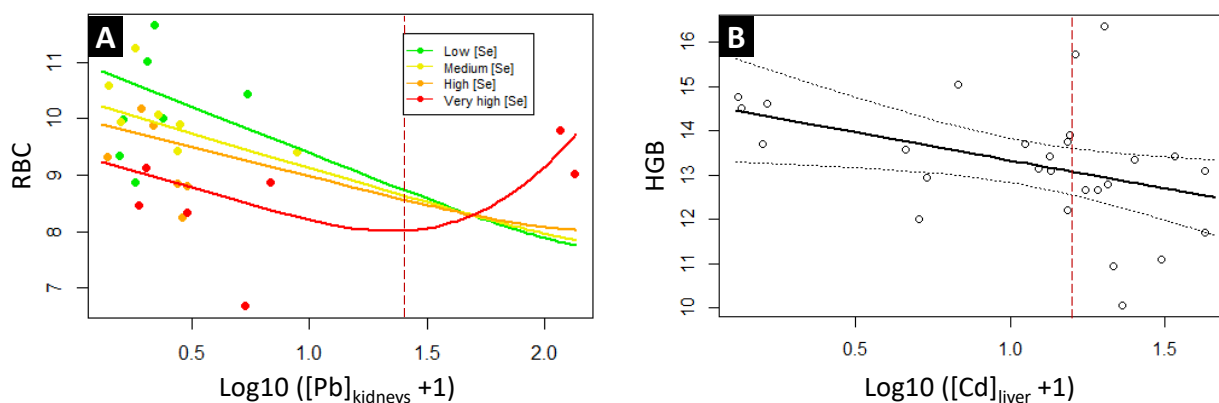 A
RBC
11
10
9
8
7
Low [Se]
Medium [Se]
High [Se]
Very high [Se]
0.5
1.0
1.5
2.0
Log10 ([Pb]kidneys +1)
B
HGB
16
15
14
13
12
11
10
0.5
1.0
1.5
Log10 ([Cd]liver +1)